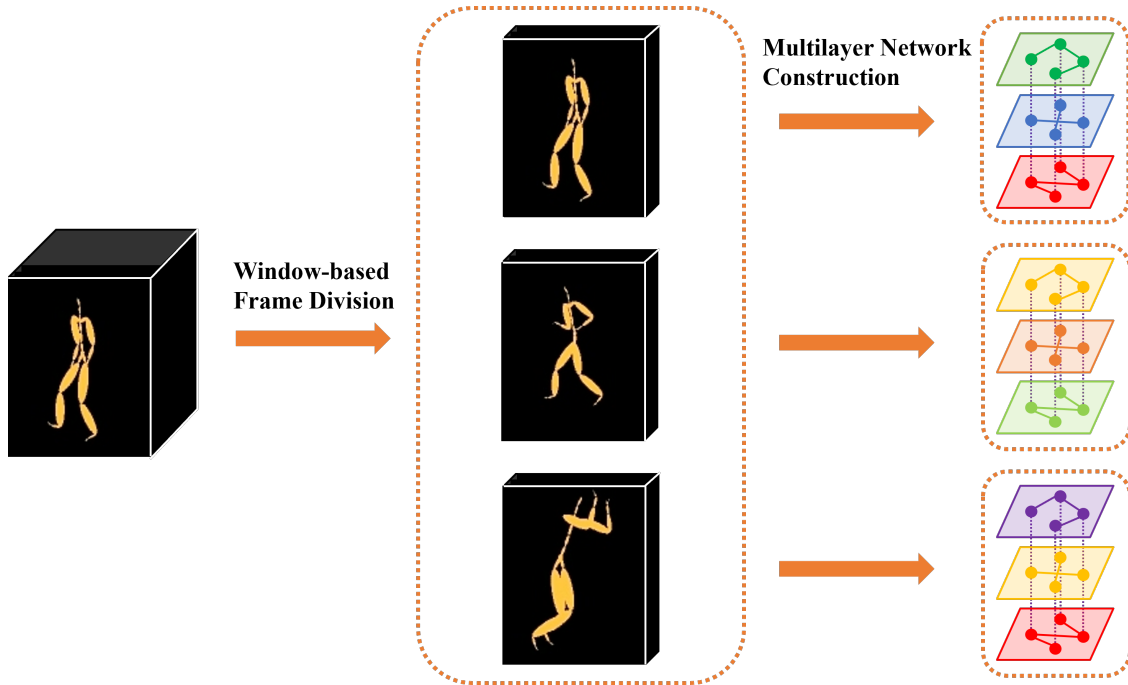 Multilayer Network
Construction
Window-based
Frame Division